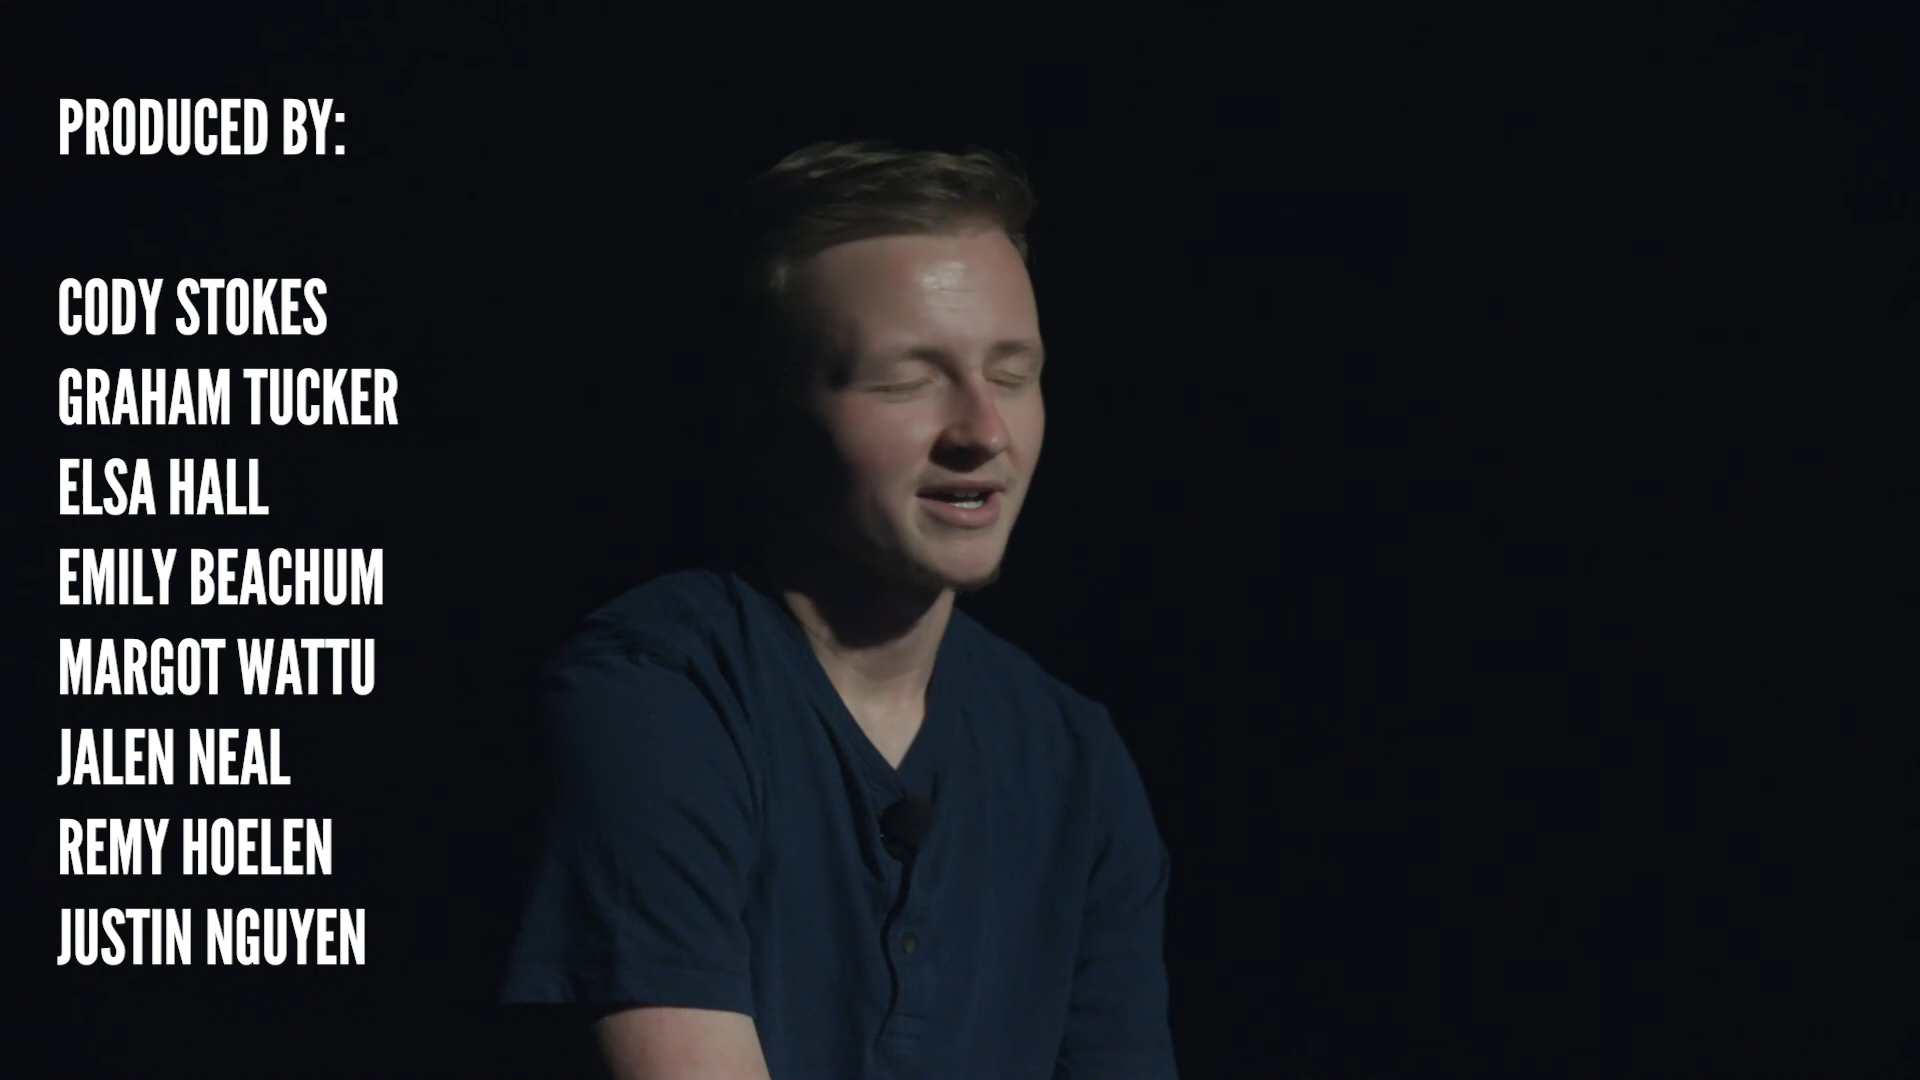 PRODUCED BY:
CODY STOKES
GRAHAM TUCKER
ELSA HALL
EMILY BEACHUM
MARGOT WATTU
JALEN NEAL
REMY HOELEN
JUSTIN NGUYEN